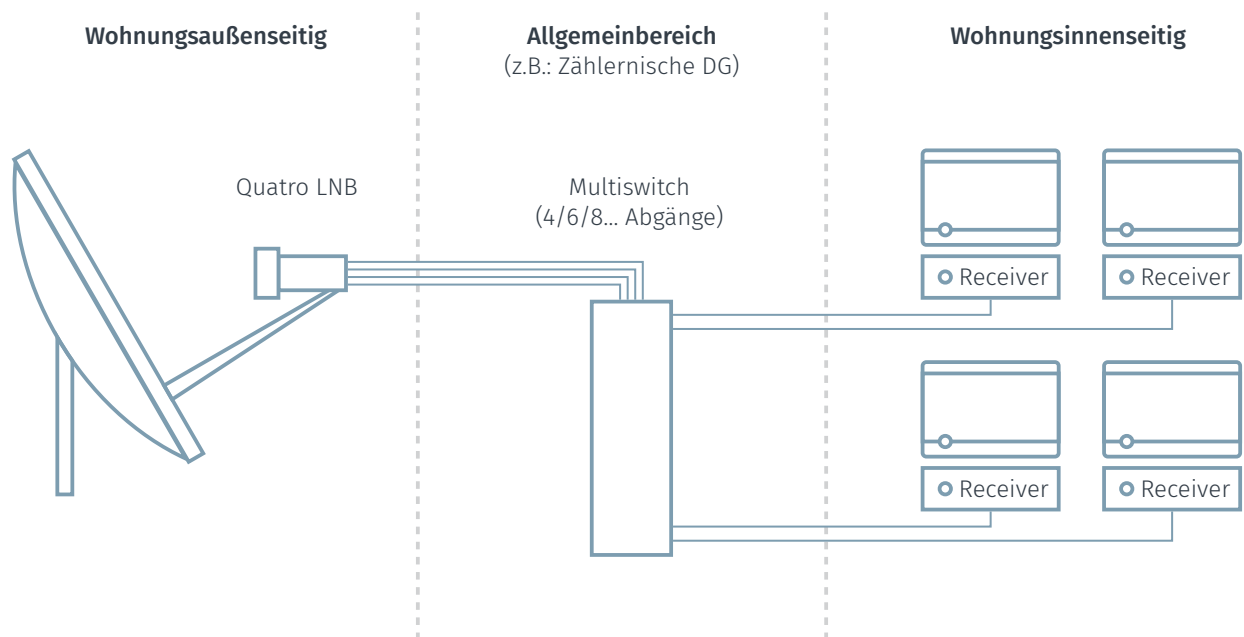 Wohnungsaußenseitig
Allgemeinbereich
(z.B.: Zählernische DG)
Wohnungsinnenseitig
Quatro LNB
Multiswitch
(4/6/8... Abgänge)
Receiver
Receiver
Receiver
Receiver